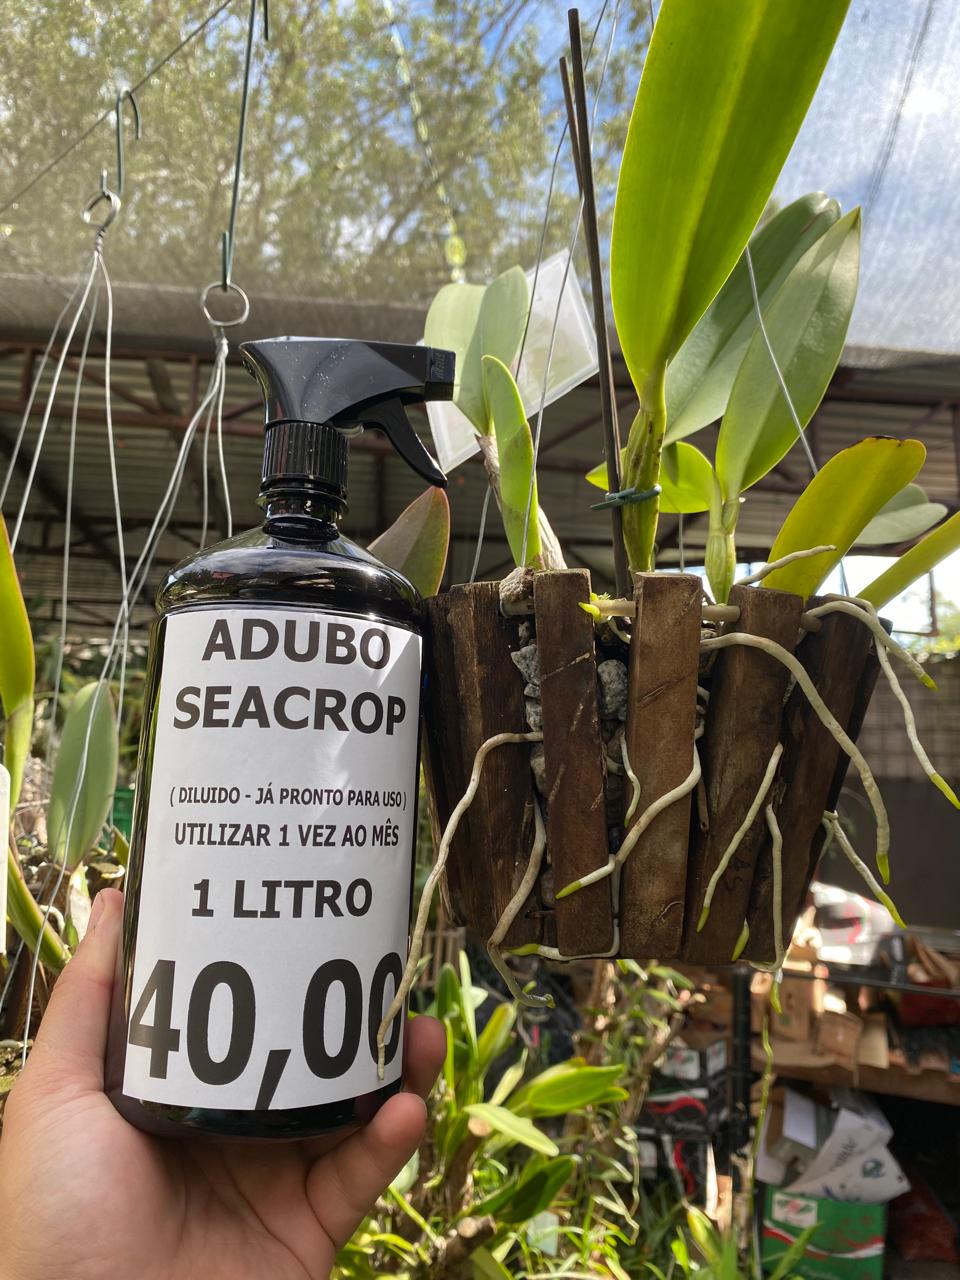 ADUBO
SEACROP
( DILUIDO - JÁ PRONTO PARA USO )
UTILIZAR 1 VEZ AO MÊS
1 LITRO
40,00